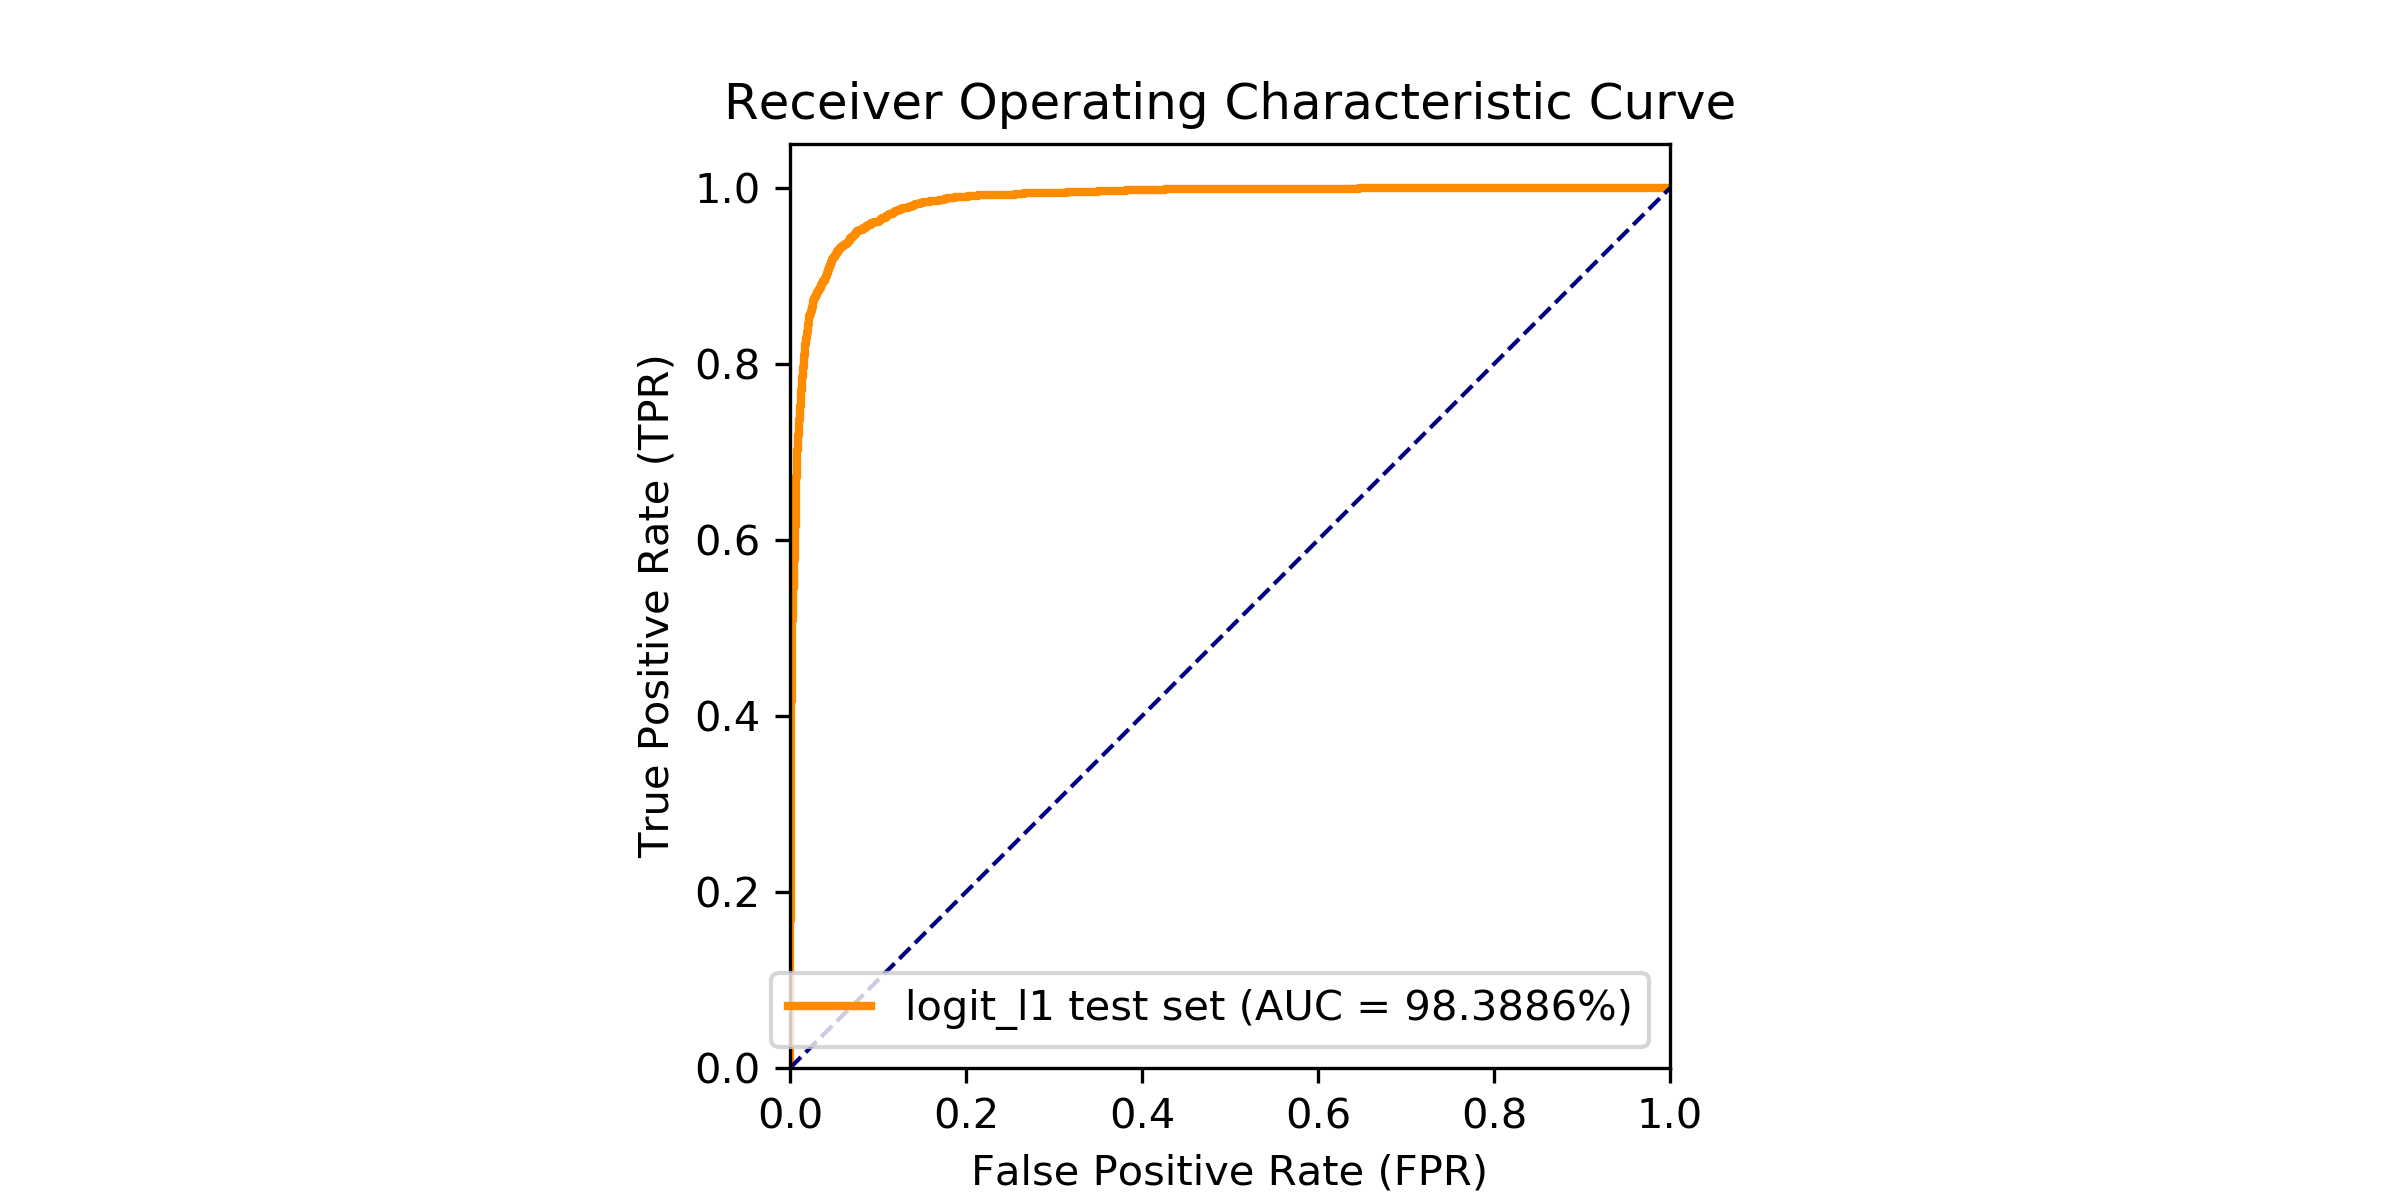 Receiver Operating Characteristic Curve
1.0
0.8
0.6
0.4
0.2
0.0
True Positive Rate (TPR)
logit_l1 test set (AUC = 98.3886%)
0.0 0.2 0.4 0.6 0.8 1.0
False Positive Rate (FPR)